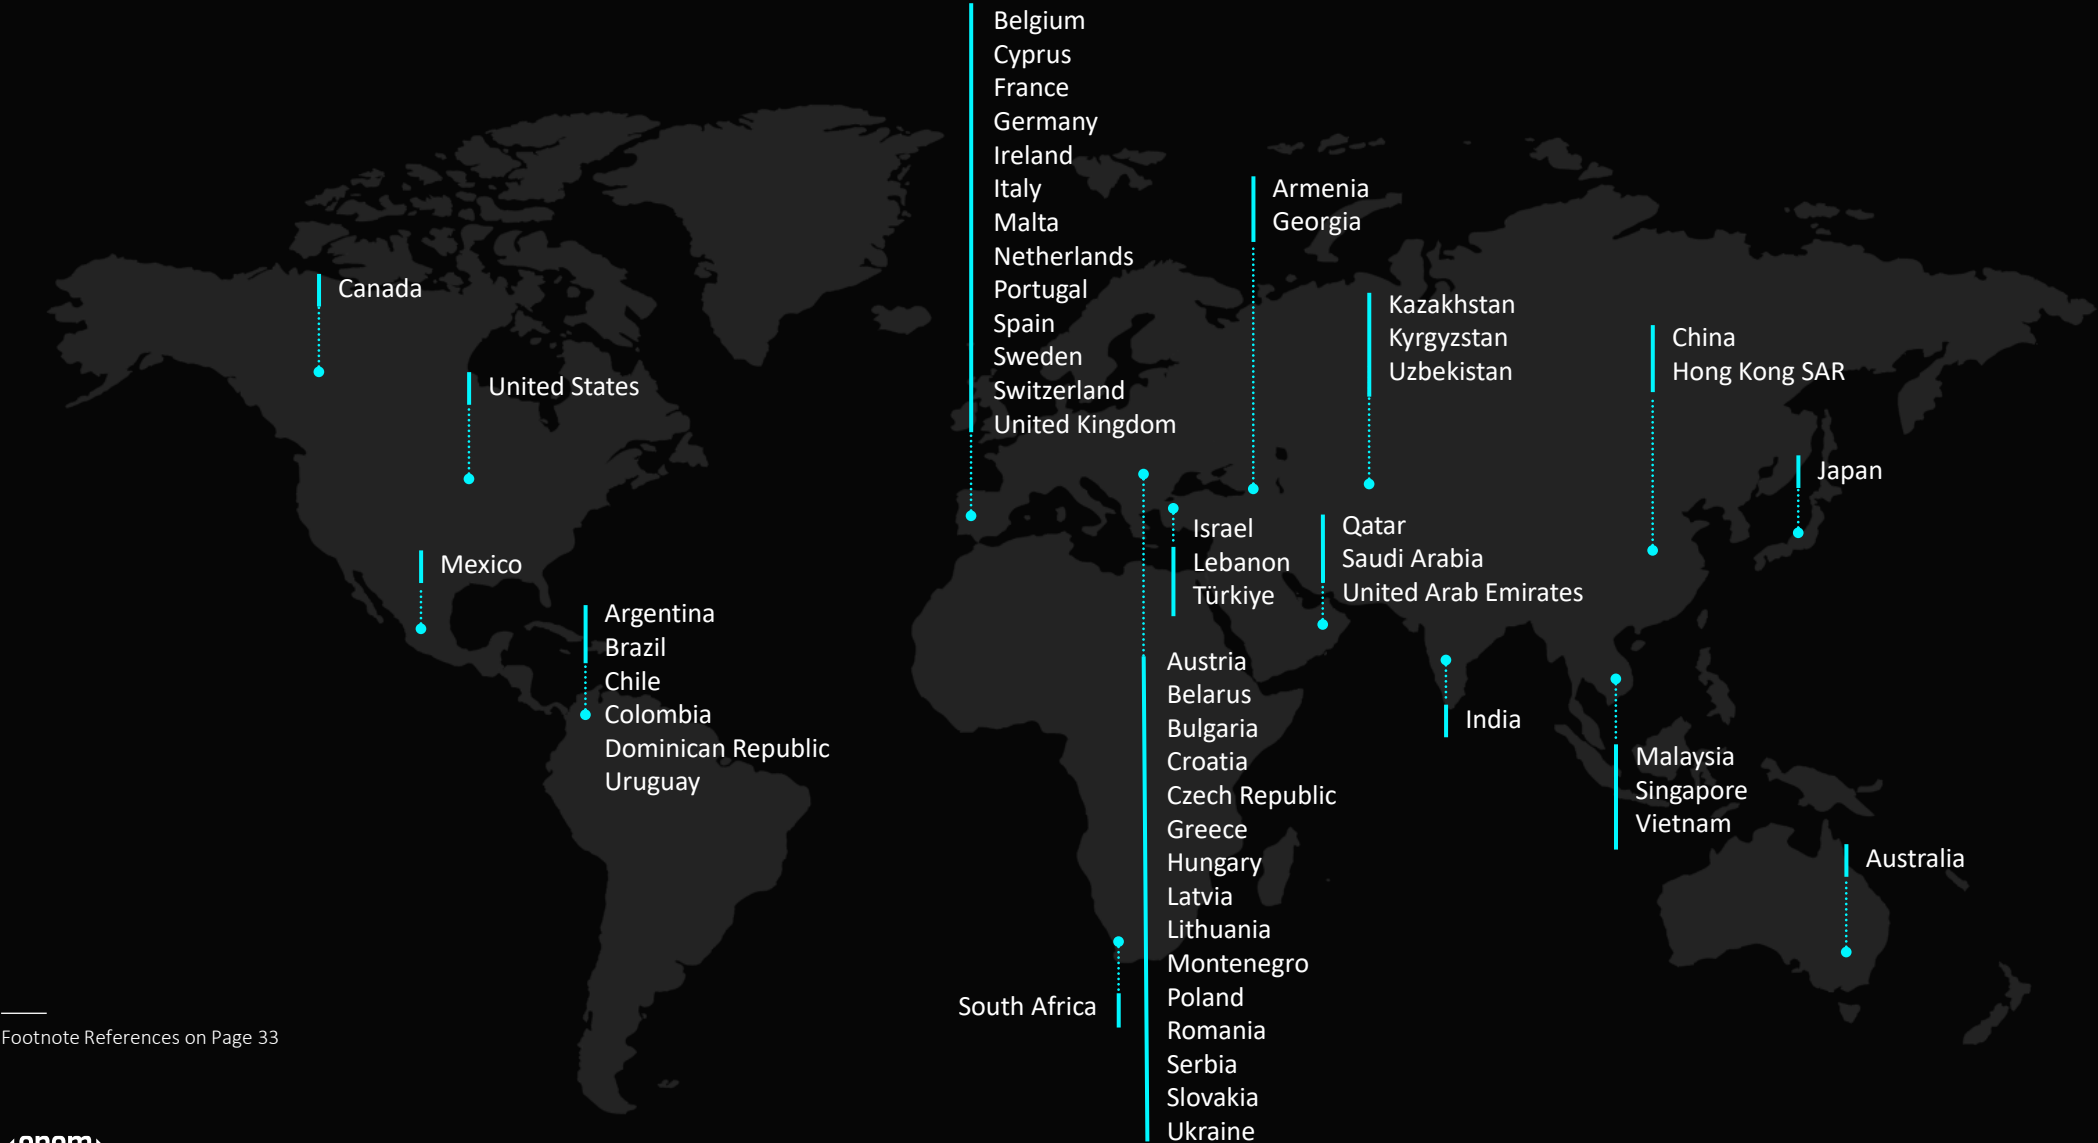 Belgium
Cyprus
France
Germany
Ireland
Italy
Malta
Netherlands
Portugal
Spain
Sweden
Switzerland
United Kingdom
Armenia
Georgia
Canada
United States
Kazakhstan
Kyrgyzstan
Uzbekistan
China
Hong Kong SAR
Japan
Mexico
Israel
Lebanon
Türkiye
Qatar
Saudi Arabia
United Arab Emirates
Argentina
Brazil
Chile
Colombia
Dominican Republic
Uruguay
Austria
Belarus
Bulgaria
Croatia
Czech Republic
Greece
Hungary
Latvia
Lithuania
Montenegro
Poland
Romania
Serbia
Slovakia
Ukraine
India
Malaysia
Singapore
Vietnam
Australia
South Africa
Footnote References on Page 33